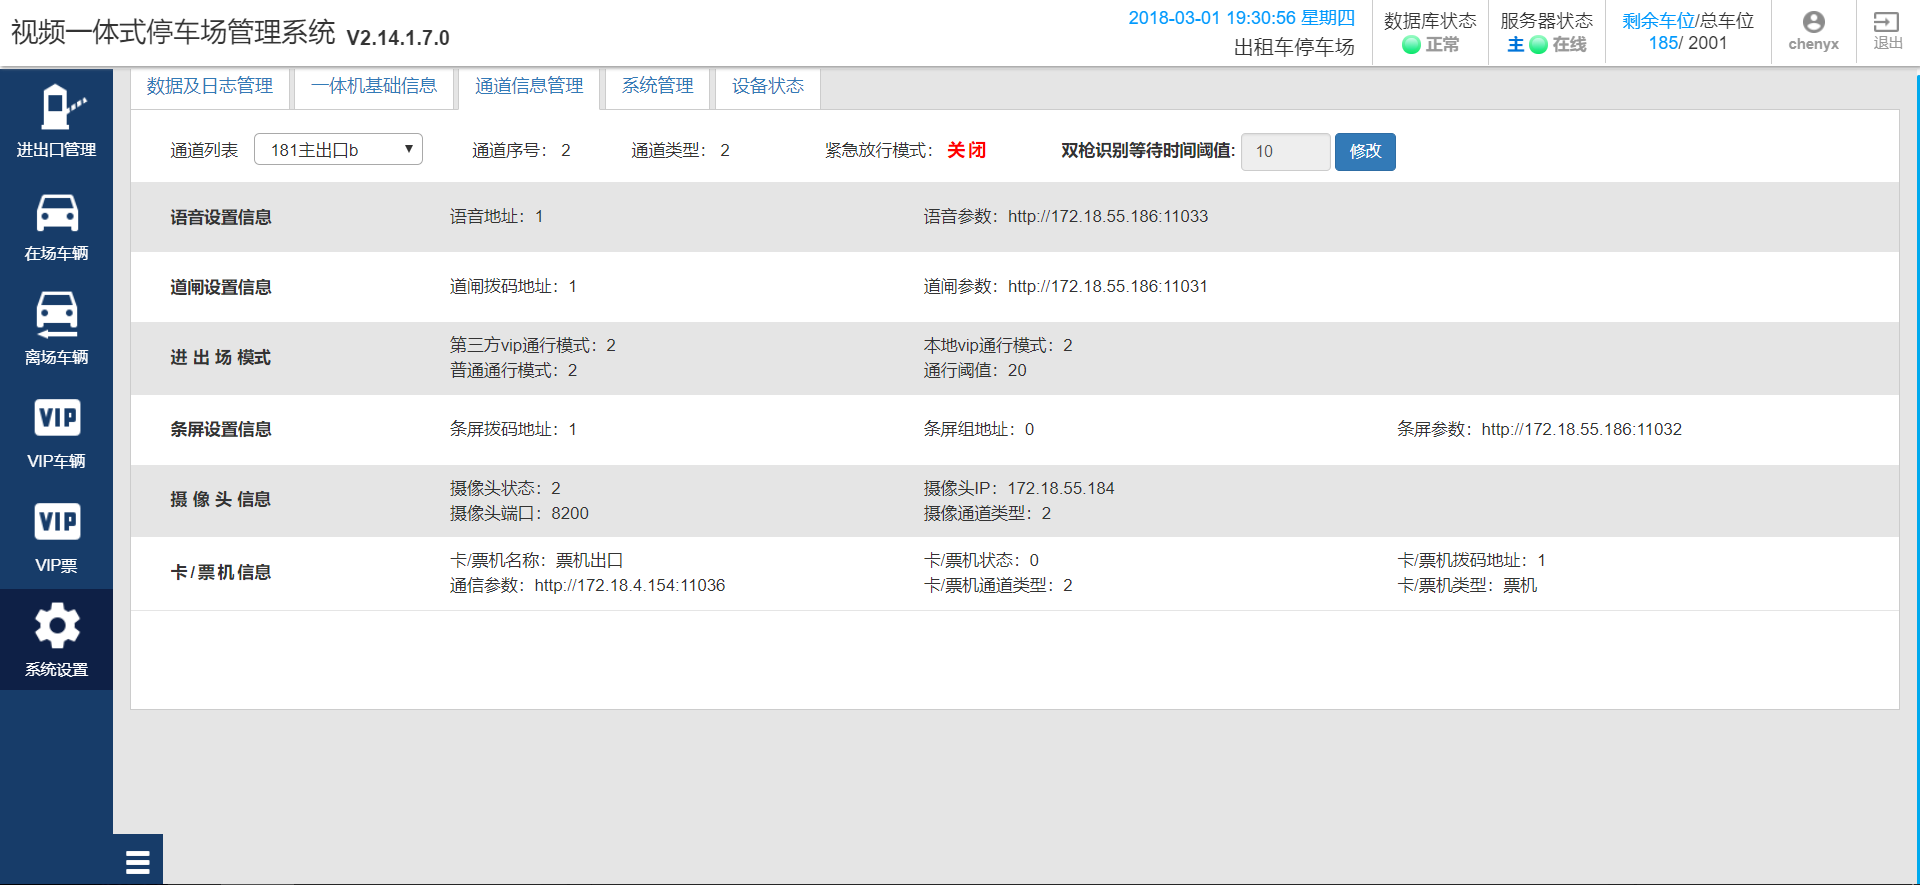 视频一体式停车场管理系统 V2.14.1.7.0
2018-03-01 19:30:56 星期四
出租车停车场
数据库状态
正常
服务器状态
主 在线
剩余车位/总车位
185/ 2001
chenyx
退出
进出口管理
在场车辆
离场车辆
VIP
VIP车辆
VIP
VIP票
系统设置
数据及日志管理 一体机基础信息 通道信息管理 系统管理 设备状态
通道列表 181主出口b 通道序号： 2 通道类型： 2 紧急放行模式： 关闭 双枪识别等待时间阈值: 10 修改
语音设置信息 语音地址：1 语音参数：http://172.18.55.186:11033
道闸设置信息 道闸拨码地址：1 道闸参数：http://172.18.55.186:11031
进 出 场 模式
第三方vip通行模式：2 本地vip通行模式：2
普通通行模式：2 通行阈值：20
条屏设置信息 条屏拨码地址：1 条屏组地址：0 条屏参数：http://172.18.55.186:11032
摄 像 头 信息
摄像头状态：2 摄像头IP：172.18.55.184
摄像头端口：8200 摄像通道类型：2
卡/票机信息
卡/票机名称：票机出口 卡/票机状态：0 卡/票机拨码地址：1
通信参数：http://172.18.4.154:11036 卡/票机通道类型：2 卡/票机类型：票机